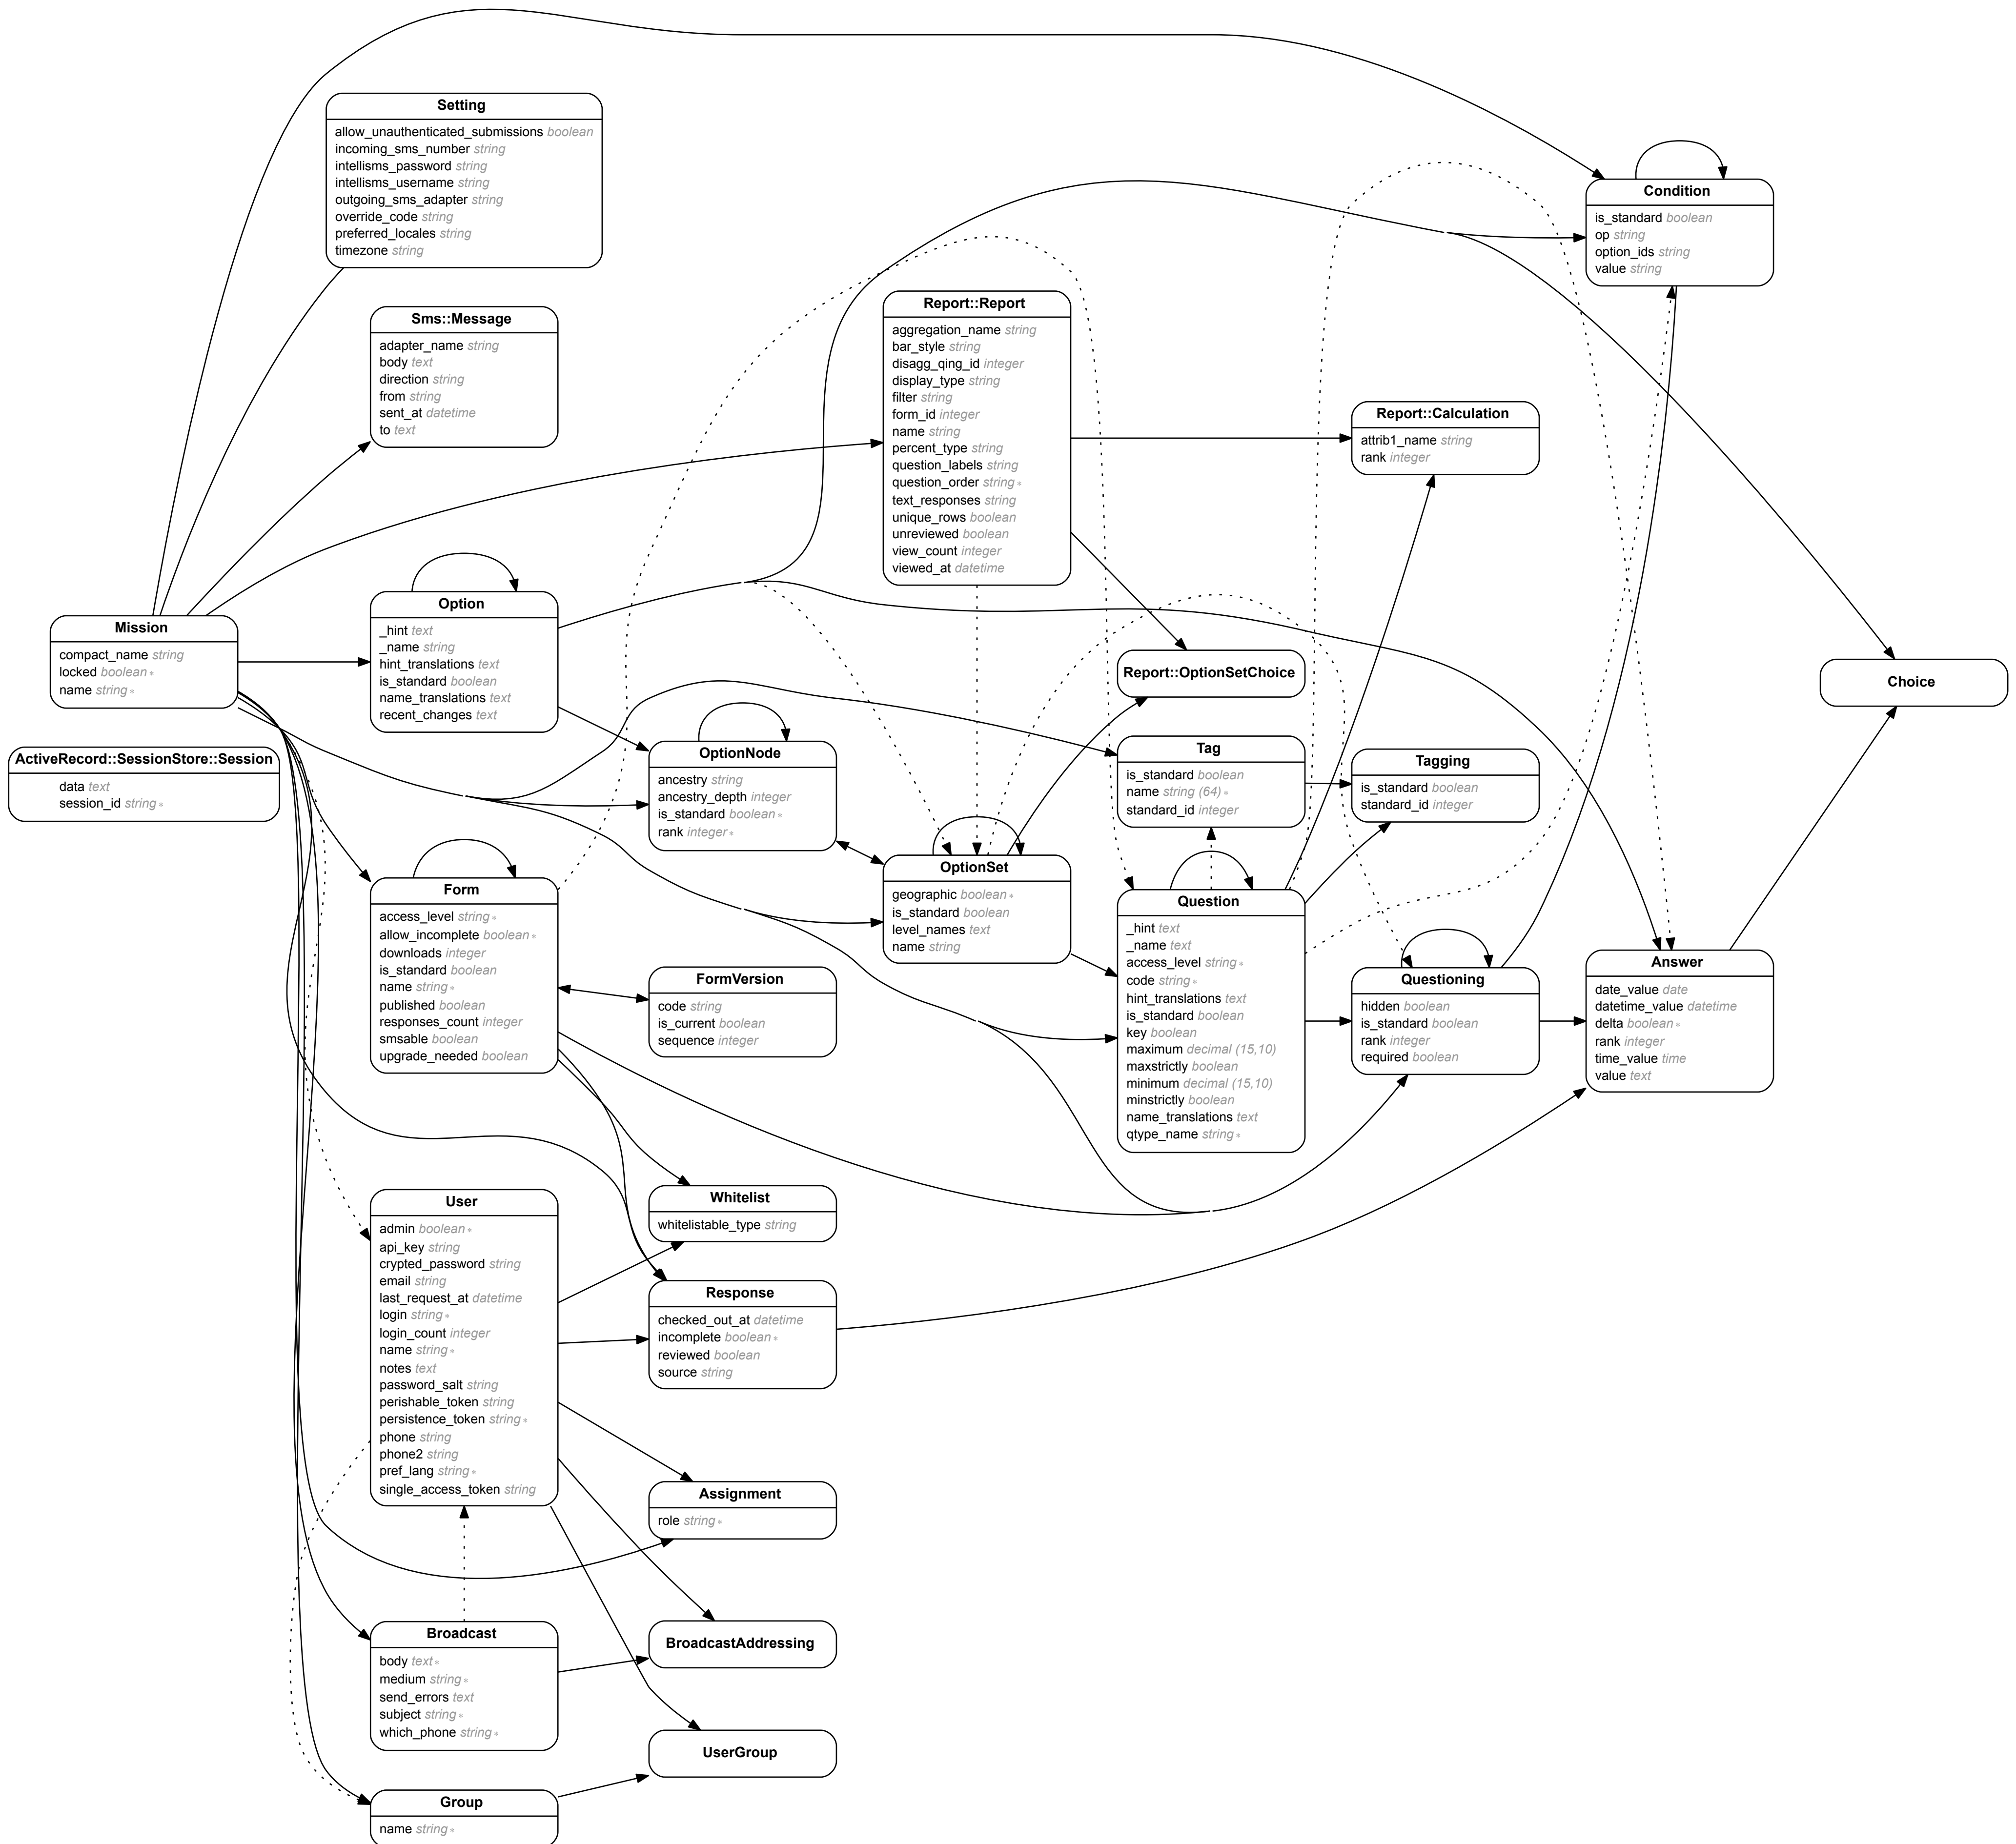 Setting
allow_unauthenticated_submissions boolean
incoming_sms_number string
intellisms_password string
intellisms_username string
outgoing_sms_adapter string
override_code string
preferred_locales string
timezone string
Condition
is_standard boolean
op string
option_ids string
value string
Sms::Message
adapter_name string
body text
direction string
from string
sent_at datetime
to text
Report::Report
aggregation_name string
bar_style string
disagg_qing_id integer
display_type string
filter string
form_id integer
name string
percent_type string
question_labels string
question_order string *
text_responses string
unique_rows boolean
unreviewed boolean
view_count integer
viewed_at datetime
Report::Calculation
attrib1_name string
rank integer
Mission
compact_name string
locked boolean *
name string *
Option
_hint text
_name string
hint_translations text
is_standard boolean
name_translations text
recent_changes text
Report::OptionSetChoice
Choice
ActiveRecord::SessionStore::Session
data text
session_id string *
OptionNode
ancestry string
ancestry_depth integer
is_standard boolean *
rank integer *
Tag
is_standard boolean
name string (64) *
standard_id integer
Tagging
is_standard boolean
standard_id integer
Form
access_level string *
allow_incomplete boolean *
downloads integer
is_standard boolean
name string *
published boolean
responses_count integer
smsable boolean
upgrade_needed boolean
FormVersion
code string
is_current boolean
sequence integer
OptionSet
geographic boolean *
is_standard boolean
level_names text
name string
Question
_hint text
_name text
access_level string *
code string *
hint_translations text
is_standard boolean
key boolean
maximum decimal (15,10)
maxstrictly boolean
minimum decimal (15,10)
minstrictly boolean
name_translations text
qtype_name string *
Questioning
hidden boolean
is_standard boolean
rank integer
required boolean
Answer
date_value date
datetime_value datetime
delta boolean *
rank integer
time_value time
value text
User
admin boolean *
api_key string
crypted_password string
email string
last_request_at datetime
login string *
login_count integer
name string *
notes text
password_salt string
perishable_token string
persistence_token string *
phone string
phone2 string
pref_lang string *
single_access_token string
Whitelist
whitelistable_type string
Response
checked_out_at datetime
incomplete boolean *
reviewed boolean
source string
Assignment
role string *
Broadcast
body text *
medium string *
send_errors text
subject string *
which_phone string *
BroadcastAddressing
UserGroup
Group
name string *